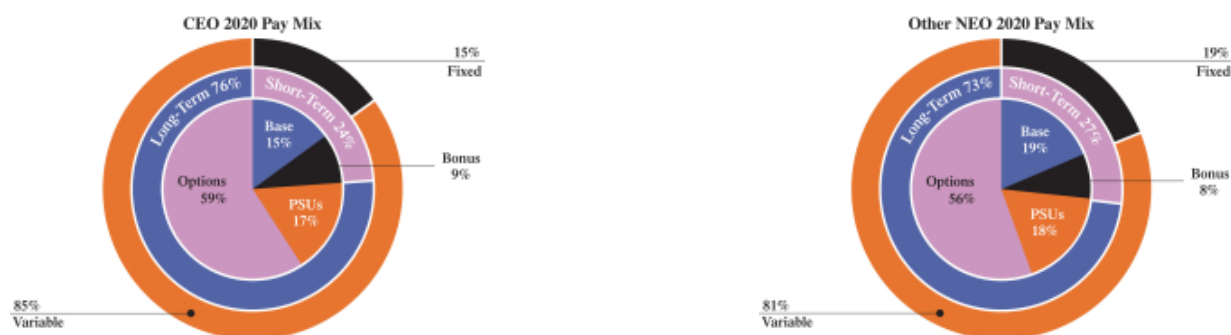 CEO 2020 Pay Mix
15%
Fixed
Long-Term 76%
Short-Term 24%
Base
15%
Bonus
9%
Options
59%
PSUs
17%
85%
Variable
Other NEO 2020 Pay Mix
19%
Fixed
Long-Term 73%
Short-Term 27%
Base
19%
Bonus
8%
Options
56%
PSUs
18%
81%
Variable